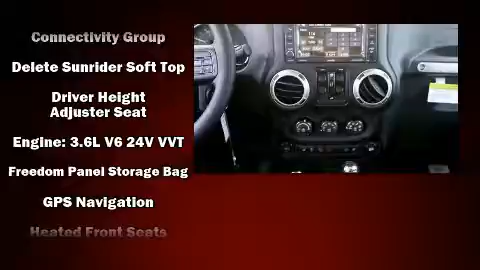 Connectivity Group
Delete Sunrider Soft Top
Driver Height
Adjuster Seat
Engine: 3.6L V6 24V VVT
Freedom Panel Storage Bag
GPS Navigation
Heated Front Seats